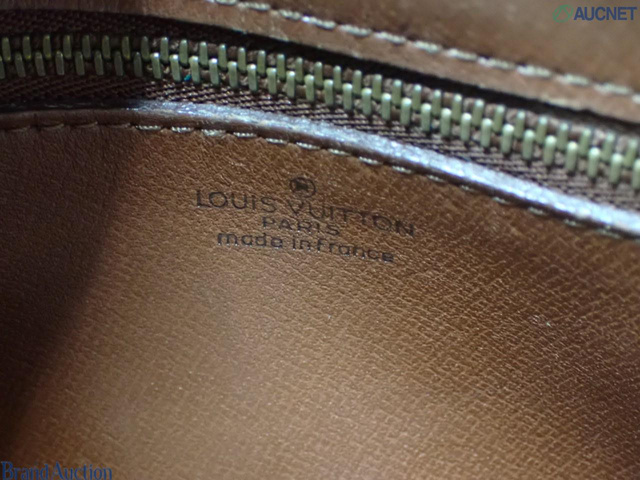 AUCNET
LOUIS VUITTON
PARIS
made in france
Brand Auction